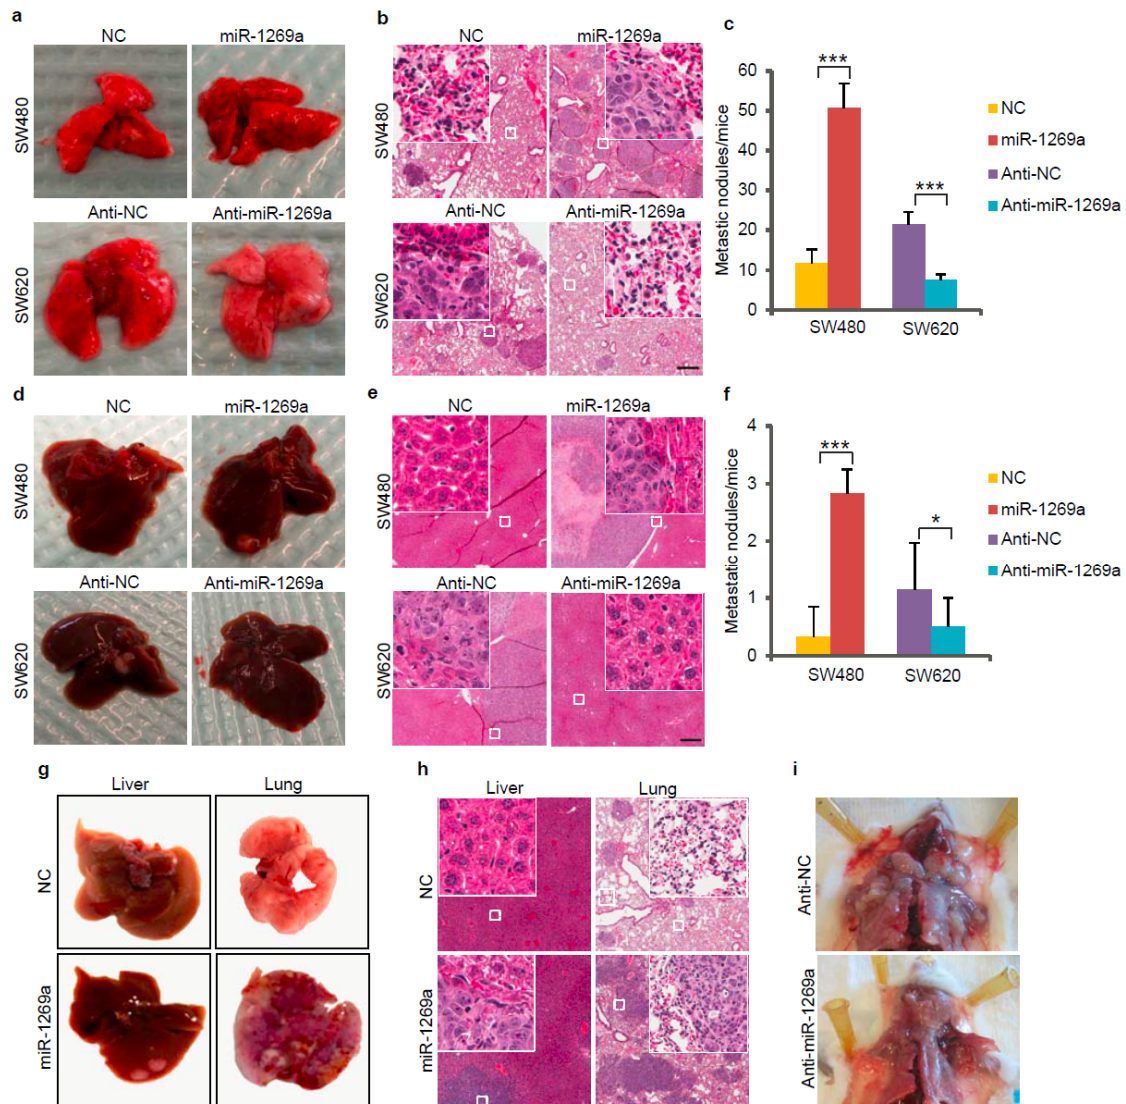 a
NC
miR-1269a
SW480
Anti-NC
Anti-miR-1269a
SW620
b
NC
miR-1269a
SW480
Anti-NC
Anti-miR-1269a
SW620
c
Metastic nodules/mice
60
50
40
30
20
10
0
***
***
SW480
SW620
NC
miR-1269a
Anti-NC
Anti-miR-1269a
d
NC
miR-1269a
SW480
Anti-NC
Anti-miR-1269a
SW620
e
NC
miR-1269a
SW480
Anti-NC
Anti-miR-1269a
SW620
f
Metastatic nodules/mice
4
3
2
1
0
***
*
SW480
SW620
NC
miR-1269a
Anti-NC
Anti-miR-1269a
g
Liver
Lung
NC
miR-1269a
h
Liver
Lung
NC
miR-1269a
i
Anti-NC
Anti-miR-1269a